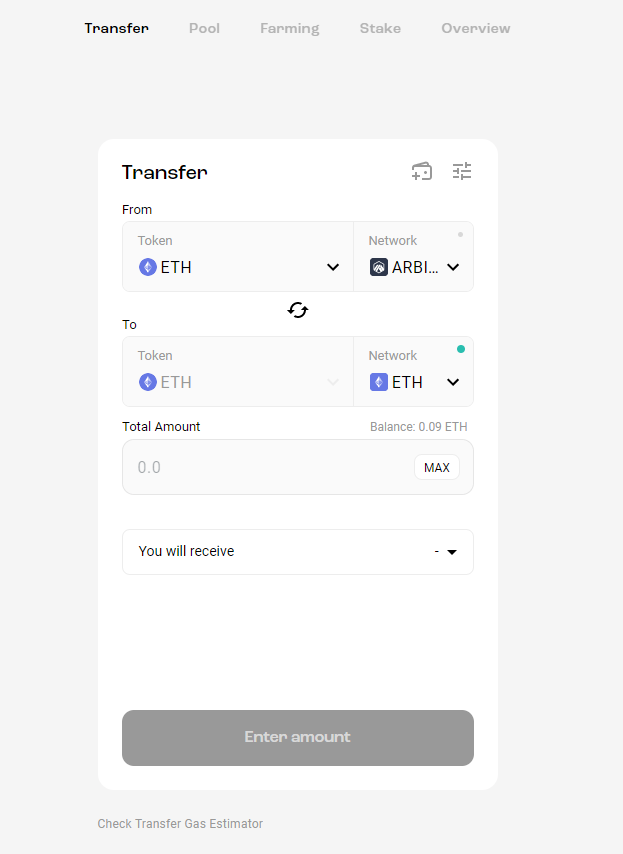 Transfer Pool Farming Stake Overview
Transfer
From
Token Network
ETH ARBI...
To
Token Network
ETH ETH
Total Amount Balance: 0.09 ETH
0.0 MAX
You will receive -
Enter amount
Check Transfer Gas Estimator